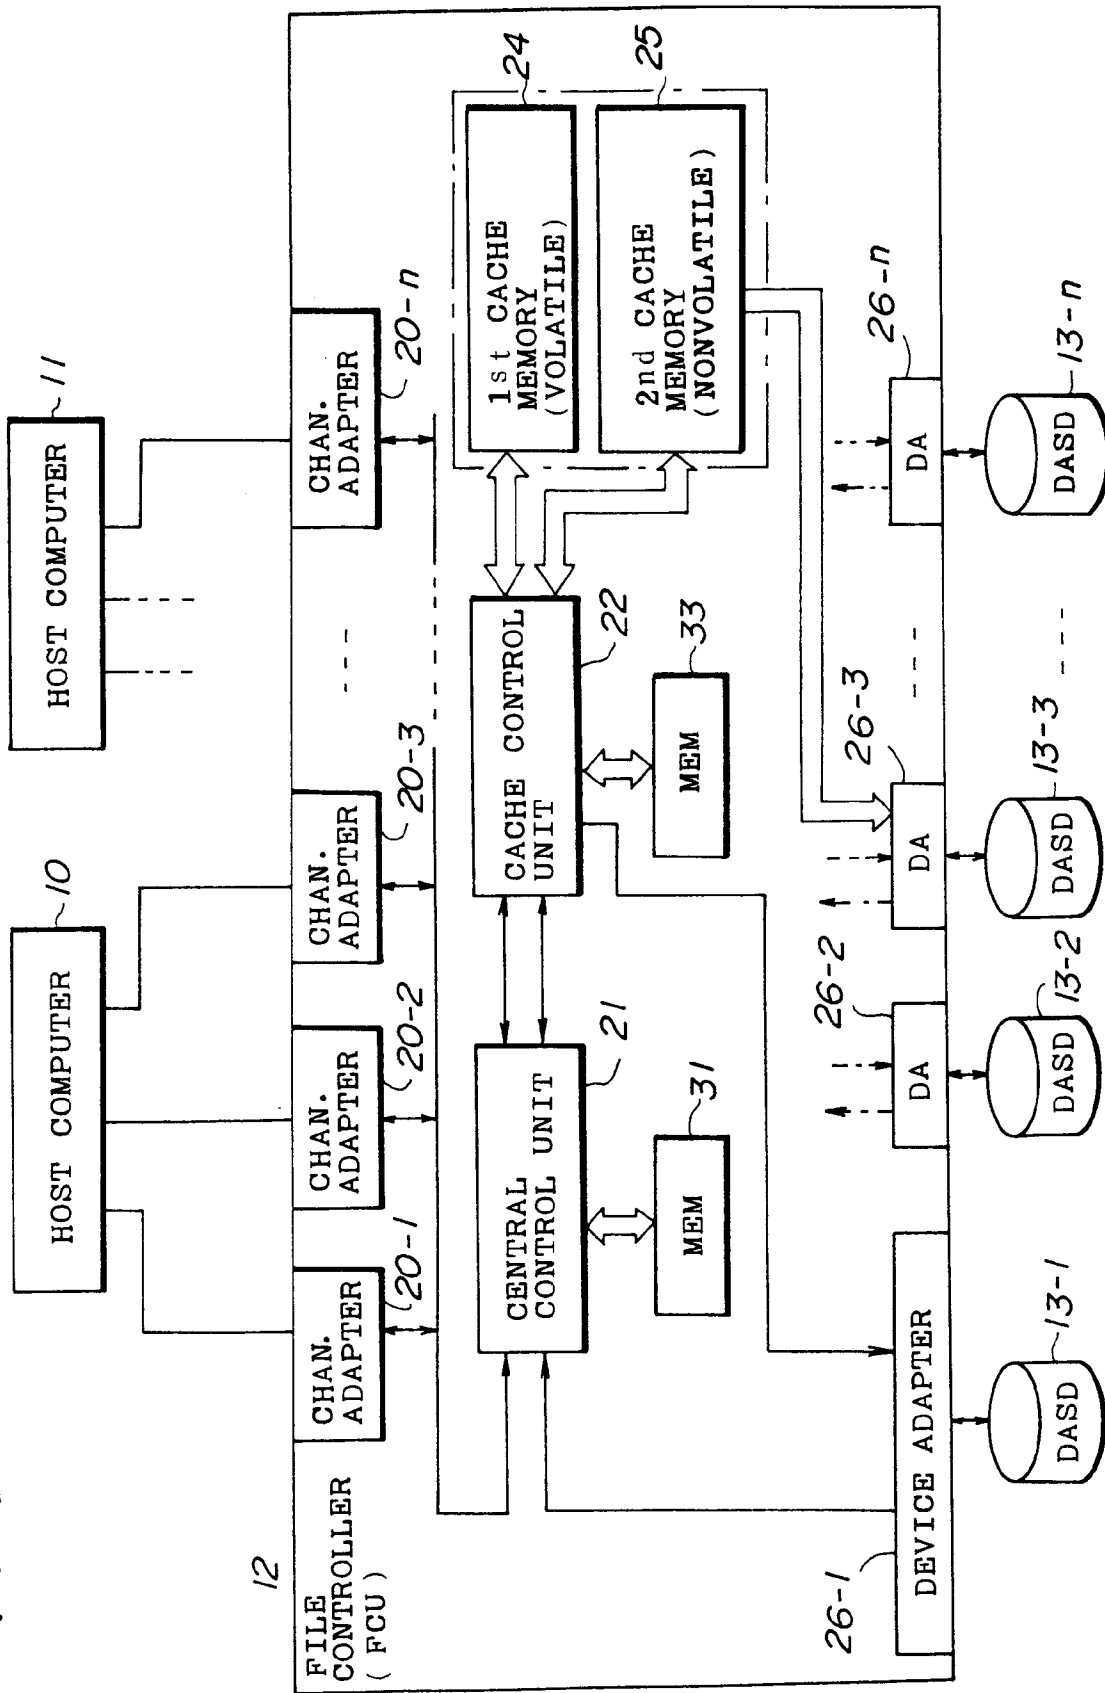 HOST COMPUTER
10
HOST COMPUTER
11
12
FILE
CONTROLLER
(FCU)
CHAN.
ADAPTER
20-1
CHAN.
ADAPTER
20-2
CHAN.
ADAPTER
20-3
CHAN.
ADAPTER
20-n
CENTRAL
CONTROL UNIT
21
CACHE CONTROL
UNIT
22
1st CACHE
MEMORY
(VOLATILE)
24
2nd CACHE
MEMORY
(NONVOLATILE)
25
MEM
31
MEM
33
26-1
DEVICE ADAPTER
26-2
DA
26-3
DA
26-n
DA
DASD
13-1
DASD
13-2
DASD
13-3
DASD
13-n